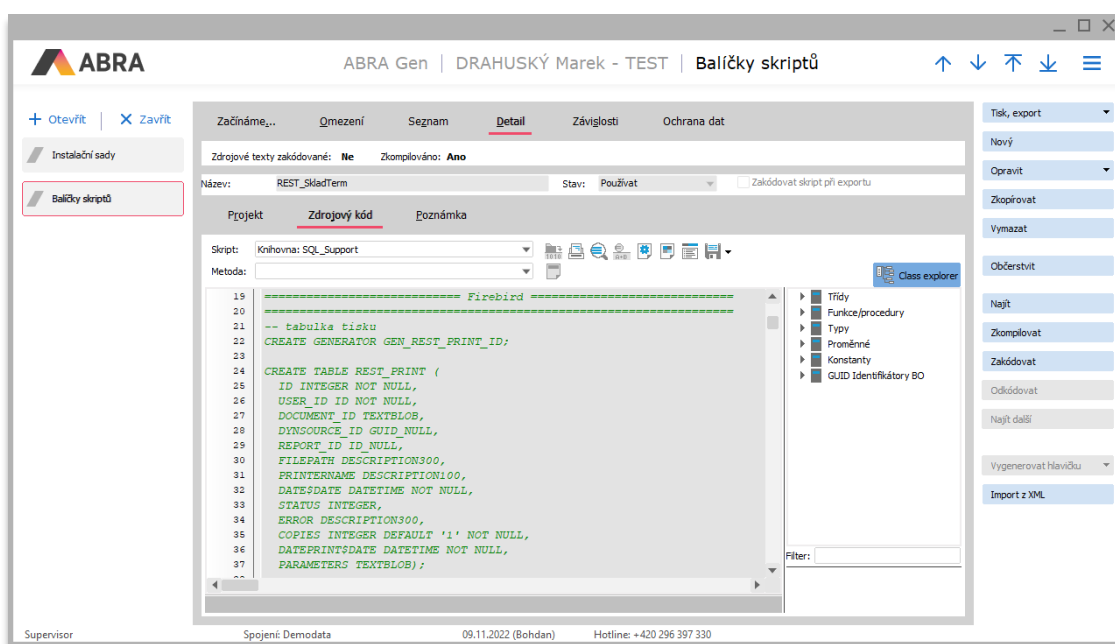 ABRA
ABRA Gen | DRAHUSKÝ Marek - TEST | Balíčky skriptů
+ Otevřít | X Zavřít
Instalační sady
Balíčky skriptů
Začínáme... Omezení Seznam Detail Závislosti Ochrana dat
Zdrojové texty zakódované: Ne Zkompilováno: Ano
Název: REST_SkladTerm Stav: Používat Zakódovat skript při exportu
Projekt Zdrojový kód Poznámka
Skript: Knihovna: SQL_Support
Metoda:
Class explorer
19 ============================ Firebird =============================
20 ===================================================================
21 -- tabulka tisku
22 CREATE GENERATOR GEN_REST_PRINT_ID;
23
24 CREATE TABLE REST_PRINT (
25 ID INTEGER NOT NULL,
26 USER_ID ID NOT NULL,
27 DOCUMENT_ID TEXTBLOB,
28 DYNSOURCE_ID GUID_NULL,
29 REPORT_ID ID_NULL,
30 FILEPATH DESCRIPTION300,
31 PRINTERNAME DESCRIPTION100,
32 DATE$DATE DATETIME NOT NULL,
33 STATUS INTEGER,
34 ERROR DESCRIPTION300,
35 COPIES INTEGER DEFAULT '1' NOT NULL,
36 DATEPRINT$DATE DATETIME NOT NULL,
37 PARAMETERS TEXTBLOB);
Třídy
Funkce/procedury
Typy
Proměnné
Konstanty
GUID Identifikátory BO
Filter:
Tisk, export
Nový
Opravit
Zkopírovat
Vymazat
Občerstvit
Najít
Zkompilovat
Zakódovat
Odkódovat
Najít další
Vygenerovat hlavičku
Import z XML
Supervisor Spojení: Demodata 09.11.2022 (Bohdan) Hotline: +420 296 397 330